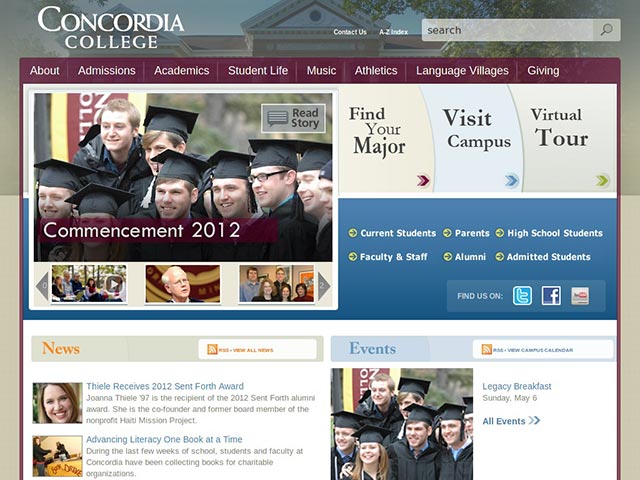 CONCORDIA
COLLEGE
Contact Us
A-Z Index
search
About
Admissions
Academics
Student Life
Music
Athletics
Language Villages
Giving
Read
Story
Commencement 2012
Find
Your
Major
Visit
Campus
Virtual
Tour
Current Students
Parents
High School Students
Faculty & Staff
Alumni
Admitted Students
FIND US ON:
News
RSS • VIEW ALL NEWS
Thiele Receives 2012 Sent Forth Award
Joanna Thiele '97 is the recipient of the 2012 Sent Forth alumni
award. She is the co-founder and former board member of the
nonprofit Haiti Mission Project.
Advancing Literacy One Book at a Time
During the last few weeks of school, students and faculty at
Concordia have been collecting books for charitable
organizations.
Events
RSS • VIEW CAMPUS CALENDAR
Legacy Breakfast
Sunday, May 6
All Events